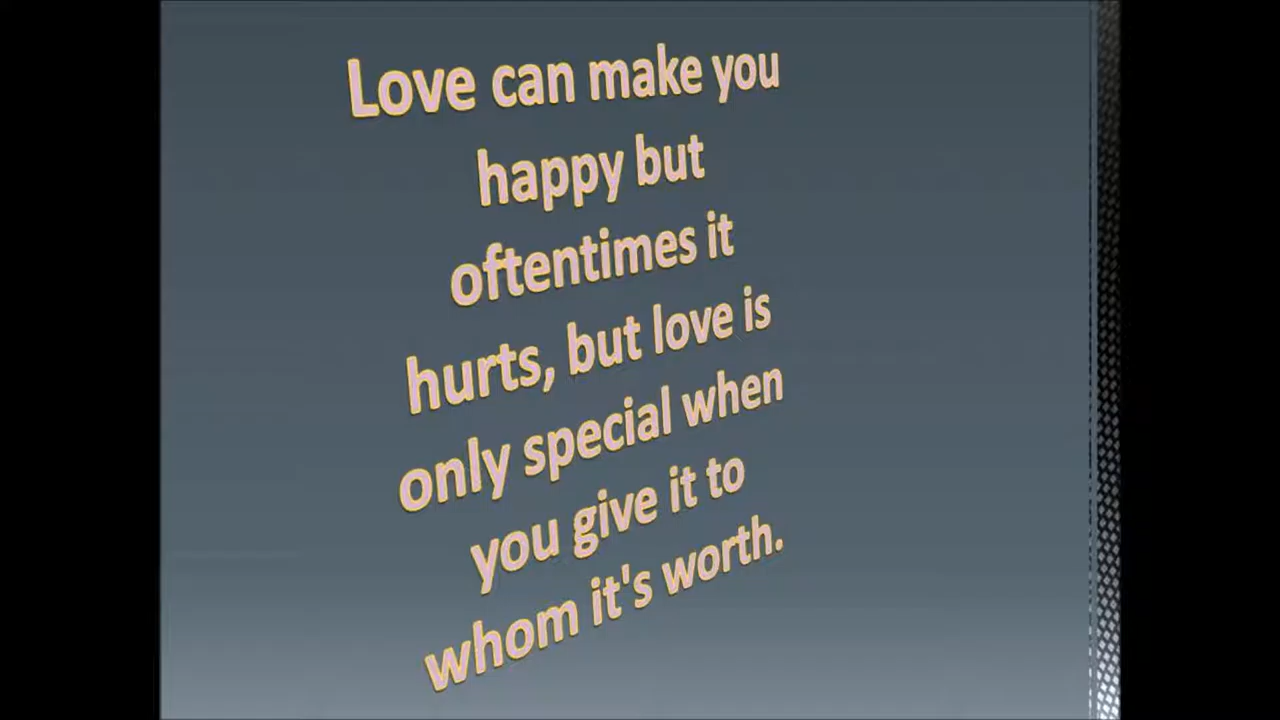 Love can make you
happy but
oftentimes it
hurts, but love is
only special when
you give it to
whom it's worth.